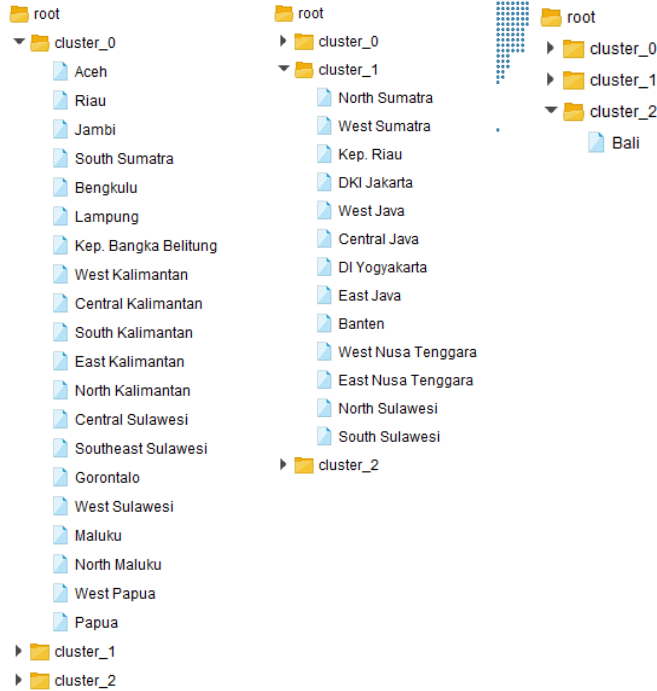 root
cluster_0
Aceh
Riau
Jambi
South Sumatra
Bengkulu
Lampung
Kep. Bangka Belitung
West Kalimantan
Central Kalimantan
South Kalimantan
East Kalimantan
North Kalimantan
Central Sulawesi
Southeast Sulawesi
Gorontalo
West Sulawesi
Maluku
North Maluku
West Papua
Papua
cluster_1
cluster_2
root
cluster_0
cluster_1
North Sumatra
West Sumatra
Kep. Riau
DKI Jakarta
West Java
Central Java
DI Yogyakarta
East Java
Banten
West Nusa Tenggara
East Nusa Tenggara
North Sulawesi
South Sulawesi
cluster_2
root
cluster_0
cluster_1
cluster_2
Bali